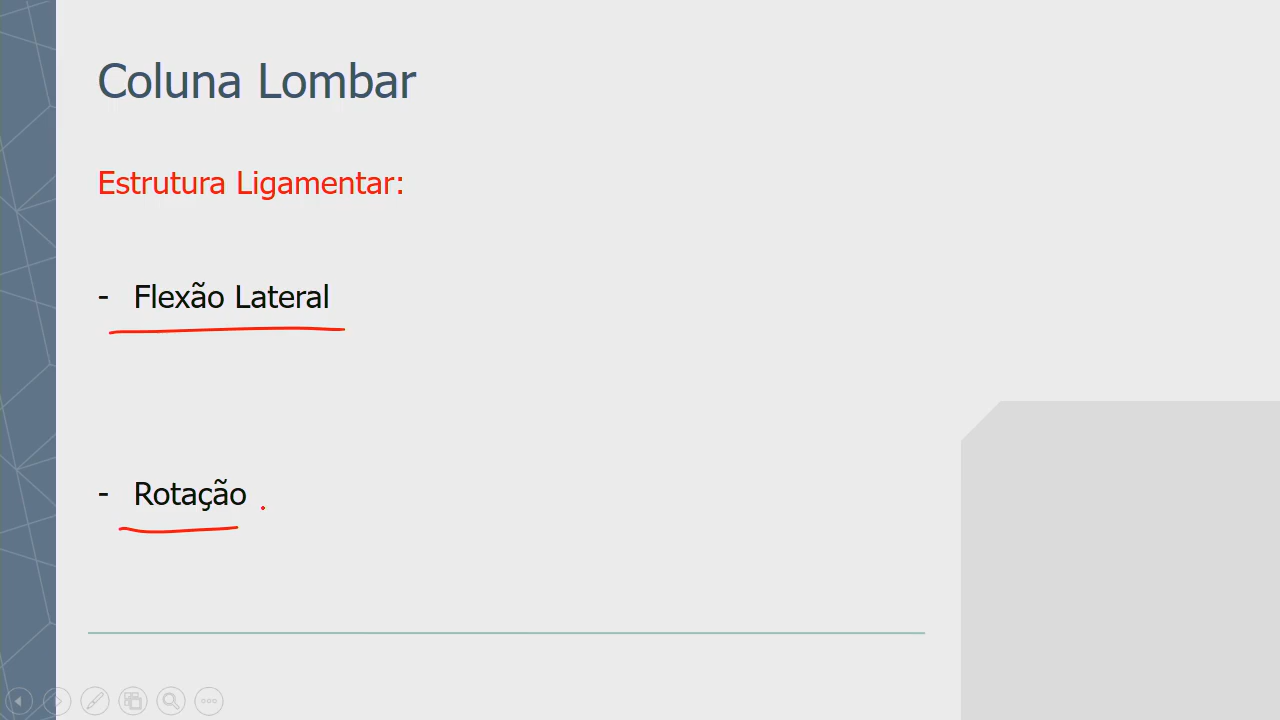 Coluna Lombar
Estrutura Ligamentar:
- Flexão Lateral
- Rotação